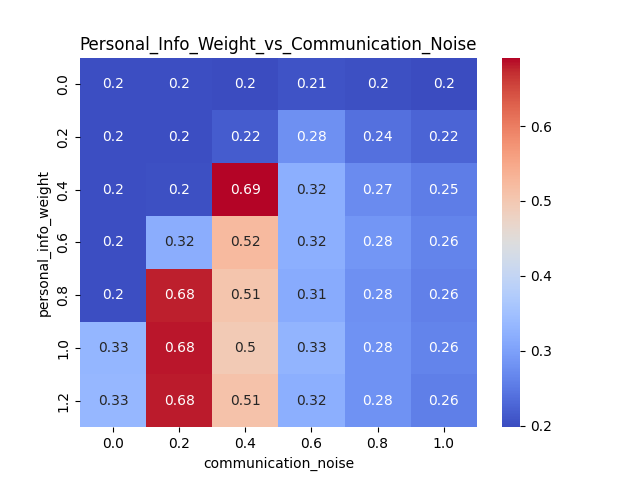 Personal_Info_Weight_vs_Communication_Noise
personal_info_weight
0.0 0.2 0.2 0.2 0.21 0.2 0.2
0.2 0.2 0.2 0.22 0.28 0.24 0.22
0.4 0.2 0.2 0.69 0.32 0.27 0.25
0.6 0.2 0.32 0.52 0.32 0.28 0.26
0.8 0.2 0.68 0.51 0.31 0.28 0.26
1.0 0.33 0.68 0.5 0.33 0.28 0.26
1.2 0.33 0.68 0.51 0.32 0.28 0.26
0.0 0.2 0.4 0.6 0.8 1.0
communication_noise
0.6
0.5
0.4
0.3
0.2